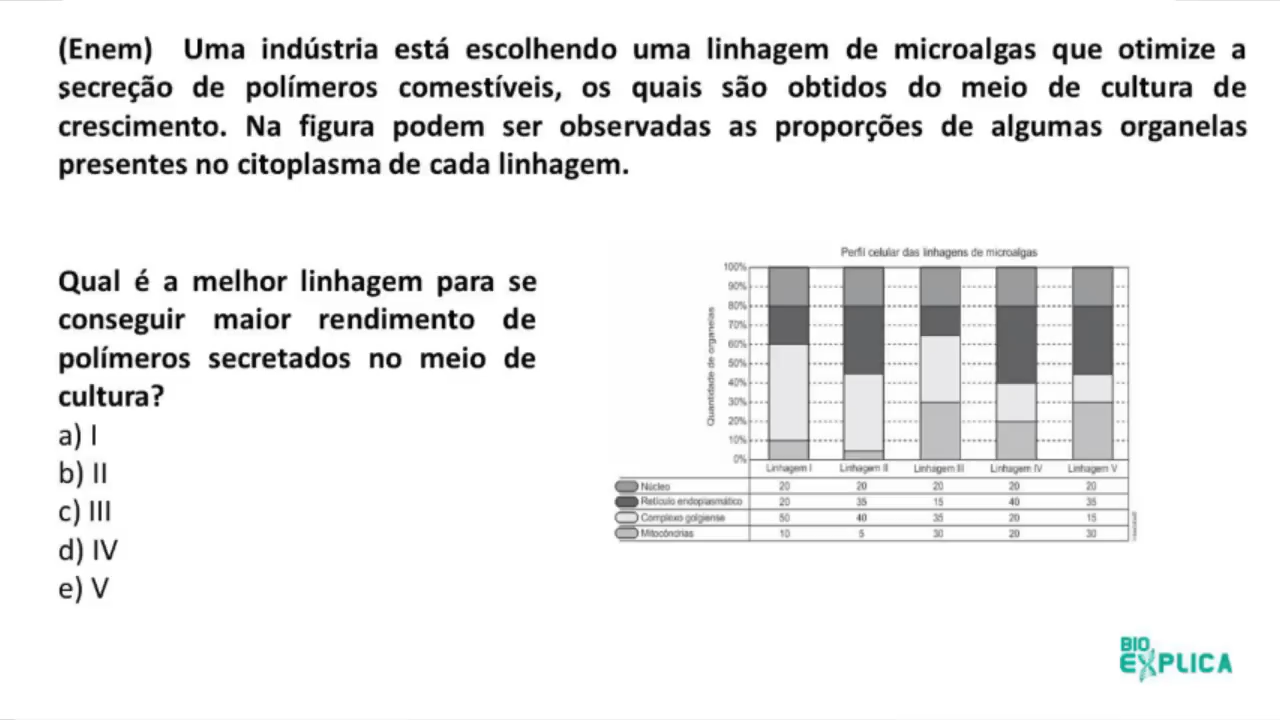 (Enem) Uma indústria está escolhendo uma linhagem de microalgas que otimize a
secreção de polímeros comestíveis, os quais são obtidos do meio de cultura de
crescimento. Na figura podem ser observadas as proporções de algumas organelas
presentes no citoplasma de cada linhagem.
Qual é a melhor linhagem para se
conseguir maior rendimento de
polímeros secretados no meio de
cultura?
a) I
b) II
c) III
d) IV
e) V
Perfil celular das linhagens de microalgas
Quantidade de organelas
100%
90%
80%
70%
60%
50%
40%
30%
20%
10%
0%
Linhagem I Linhagem II Linhagem III Linhagem IV Linhagem V
Núcleo 20 20 20 20 20
Retículo endoplasmático 20 35 15 40 35
Complexo golgiense 50 40 35 20 15
Mitocôndrias 10 5 30 20 30
BIO
EXPLICA